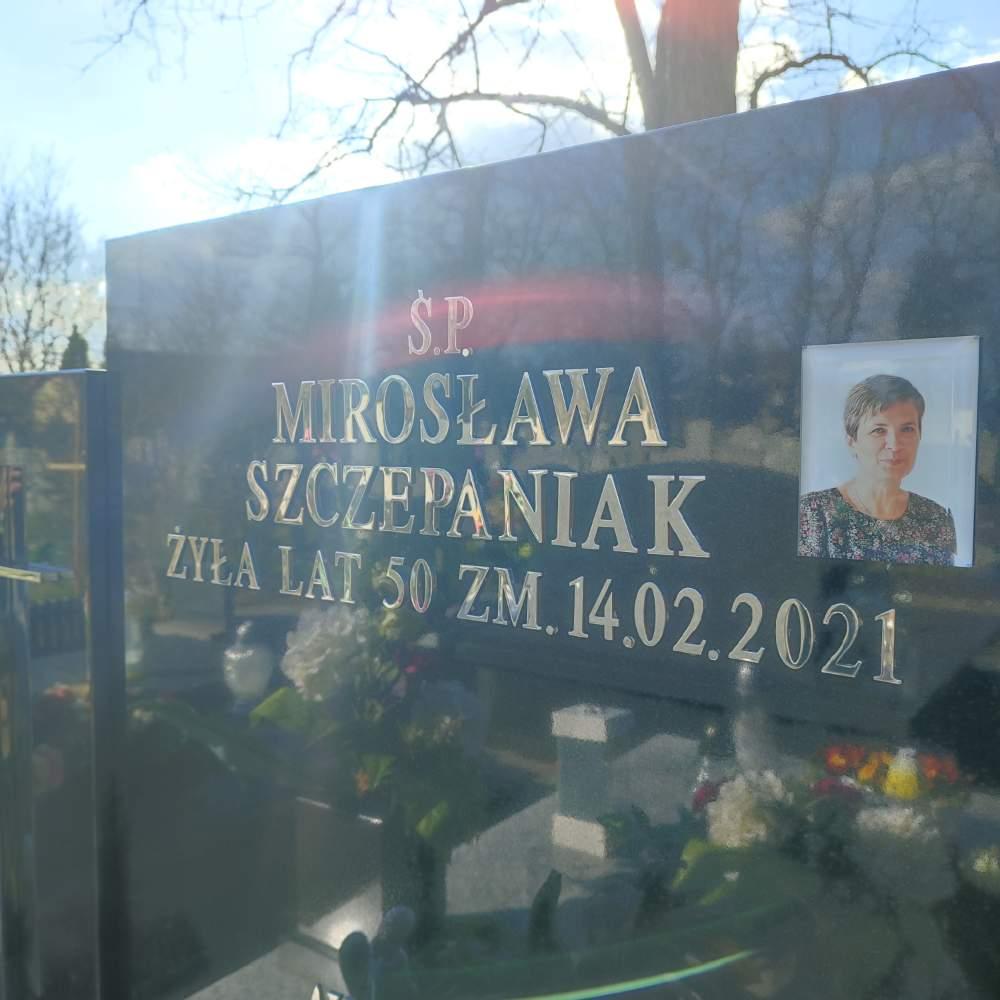 Ś.P.
MIROSŁAWA
SZCZEPANIAK
ŻYŁA LAT 50 ZM. 14.02.2021